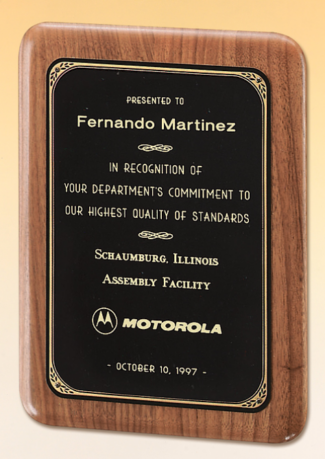 PRESENTED TO
Fernando Martinez
IN RECOGNITION OF
YOUR DEPARTMENT'S COMMITMENT TO
OUR HIGHEST QUALITY OF STANDARDS
SCHAUMBURG, ILLINOIS
ASSEMBLY FACILITY
MOTOROLA
- OCTOBER 10, 1997 -